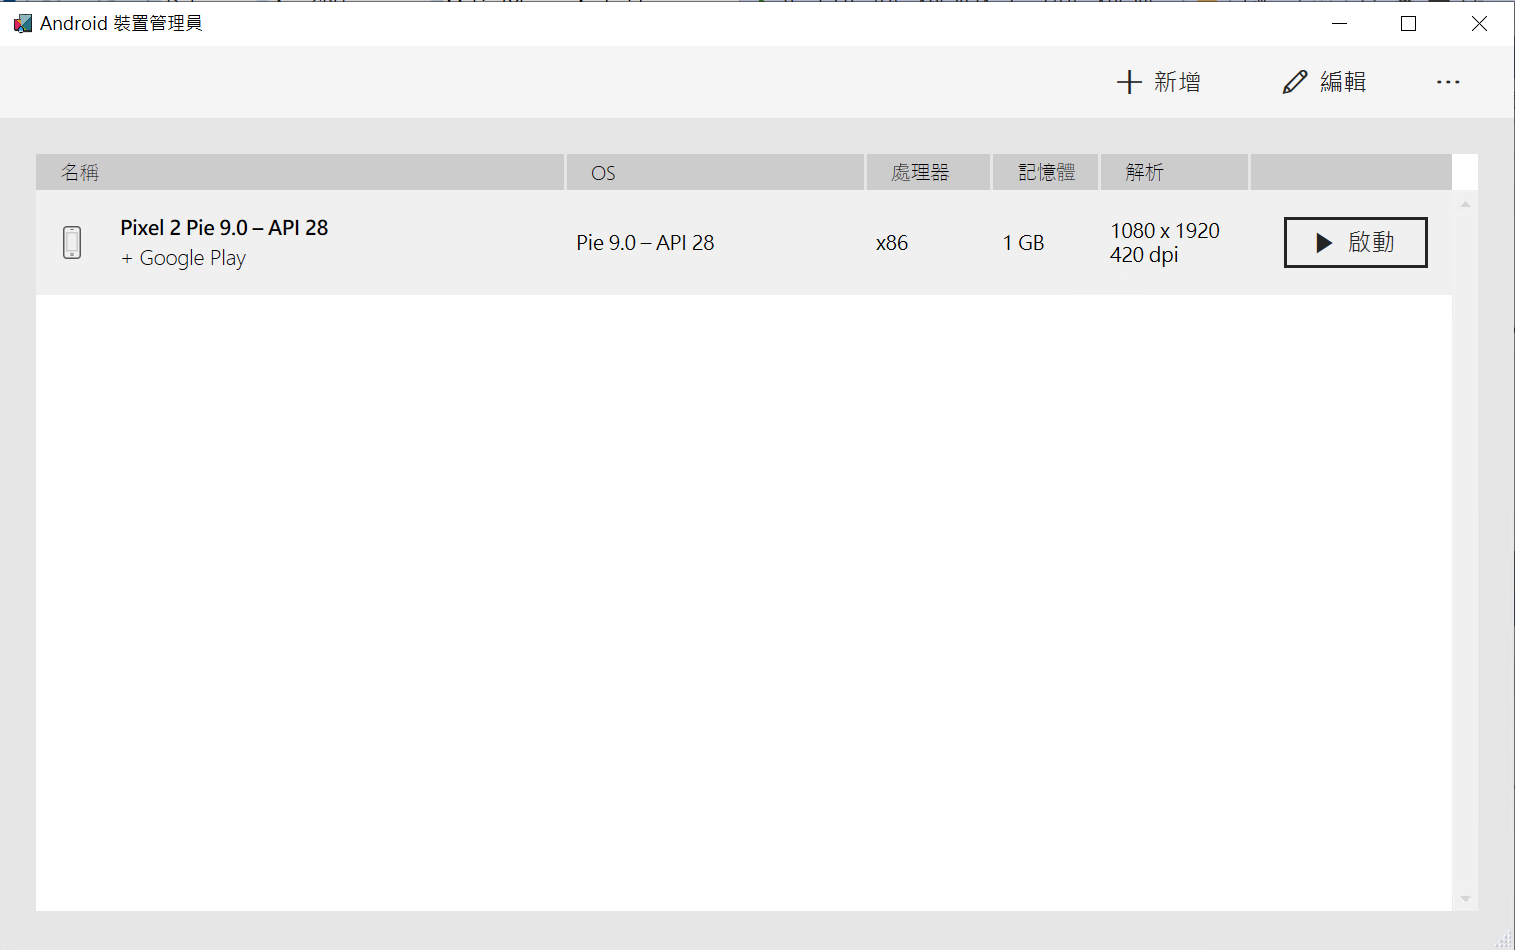 Android 裝置管理員
新增
編輯
名稱
OS
處理器
記憶體
解析
Pixel 2 Pie 9.0 – API 28
+ Google Play
Pie 9.0 – API 28
x86
1 GB
1080 x 1920
420 dpi
啟動